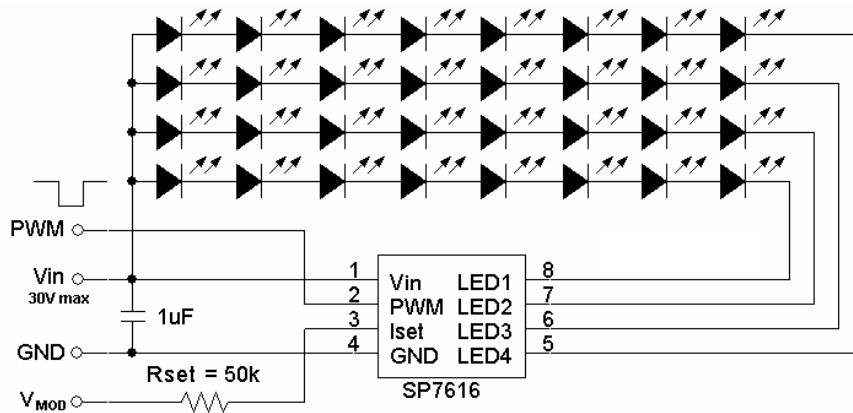 PWM
Vin
30V max
1uF
GND
Rset = 50k
VMOD
1 Vin LED1 8
2 PWM LED2 7
3 Iset LED3 6
4 GND LED4 5
SP7616